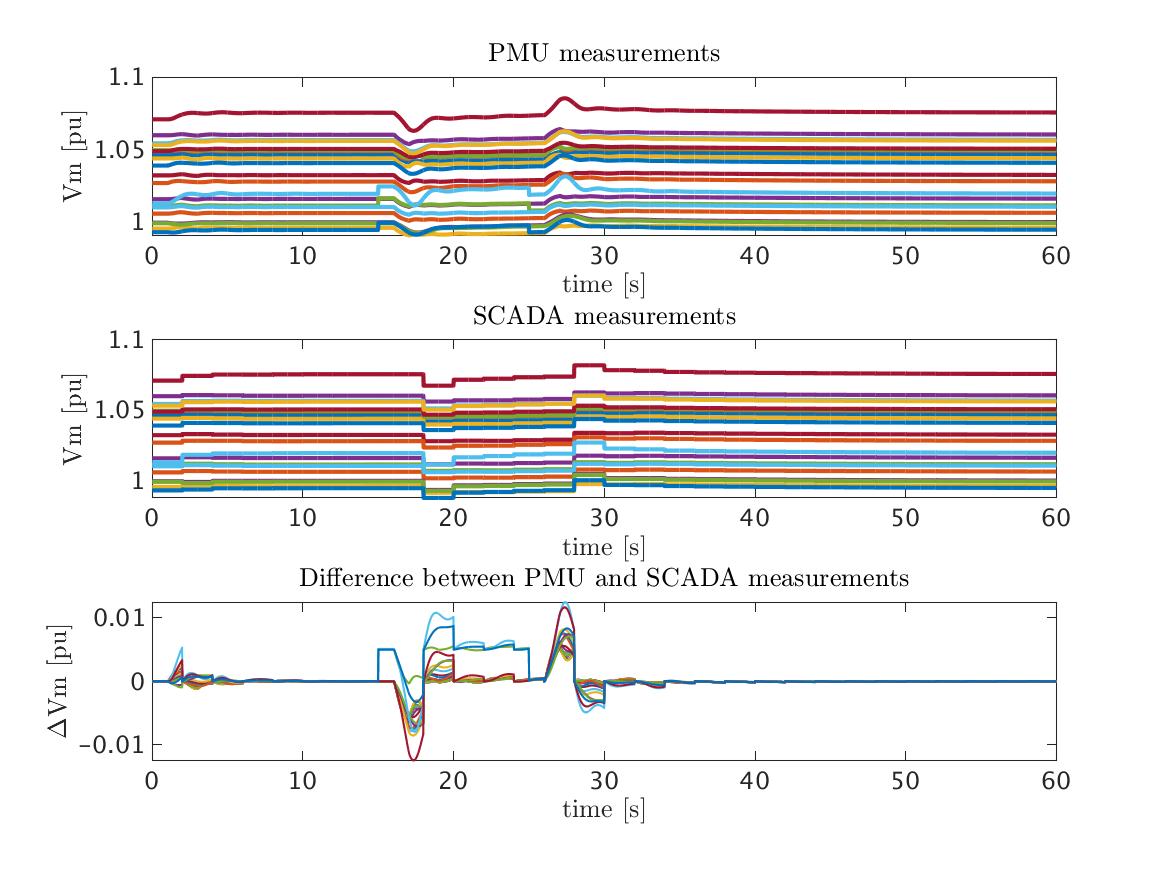 PMU measurements
1.1
1.05
1
Vm [pu]
0 10 20 30 40 50 60
time [s]
SCADA measurements
1.1
1.05
1
Vm [pu]
0 10 20 30 40 50 60
time [s]
Difference between PMU and SCADA measurements
0.01
0
-0.01
ΔVm [pu]
0 10 20 30 40 50 60
time [s]